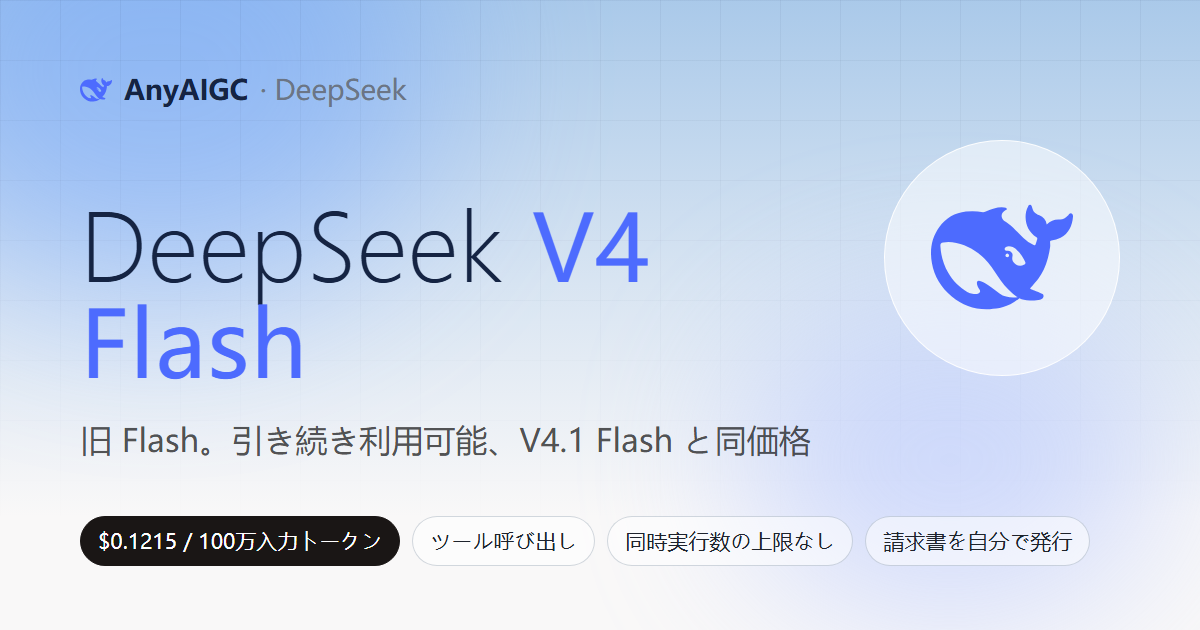 AnyAIGC · DeepSeek
DeepSeek V4
Flash
旧 Flash。引き続き利用可能、V4.1 Flash と同価格
$0.1215 / 100万入力トークン
ツール呼び出し
同時実行数の上限なし
請求書を自分で発行